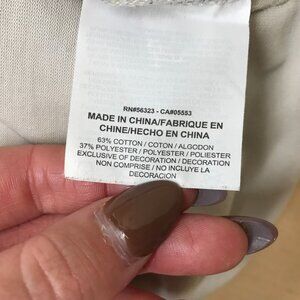 RN#56323 - CA#05553
MADE IN CHINA/FABRIQUE EN
CHINE/HECHO EN CHINA
63% COTTON / COTON / ALGODON
37% POLYESTER / POLYESTER / POLIESTER
EXCLUSIVE OF DECORATION / DECORATION
NON COMPRISE / NO INCLUYE LA
DECORACION